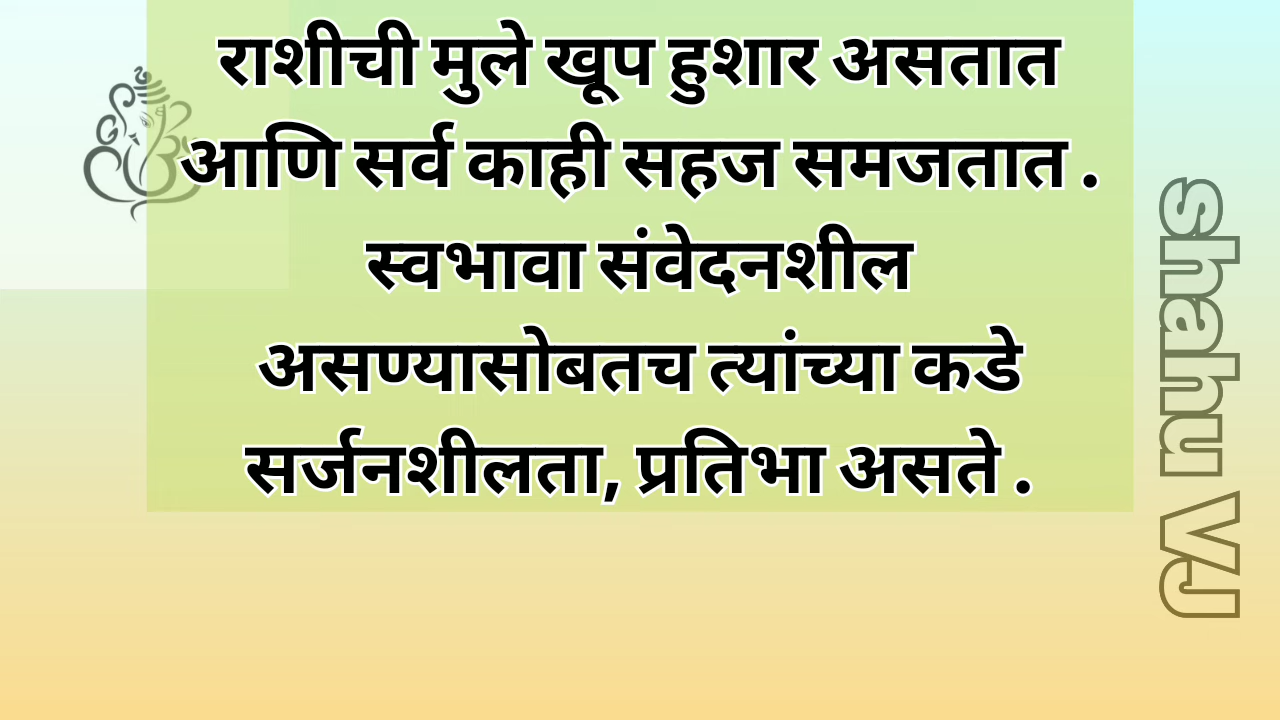 राशीची मुले खूप हुशार असतात
आणि सर्व काही सहज समजतात .
स्वभावा संवेदनशील
असण्यासोबतच त्यांच्या कडे
सर्जनशीलता, प्रतिभा असते .
shahu VJ